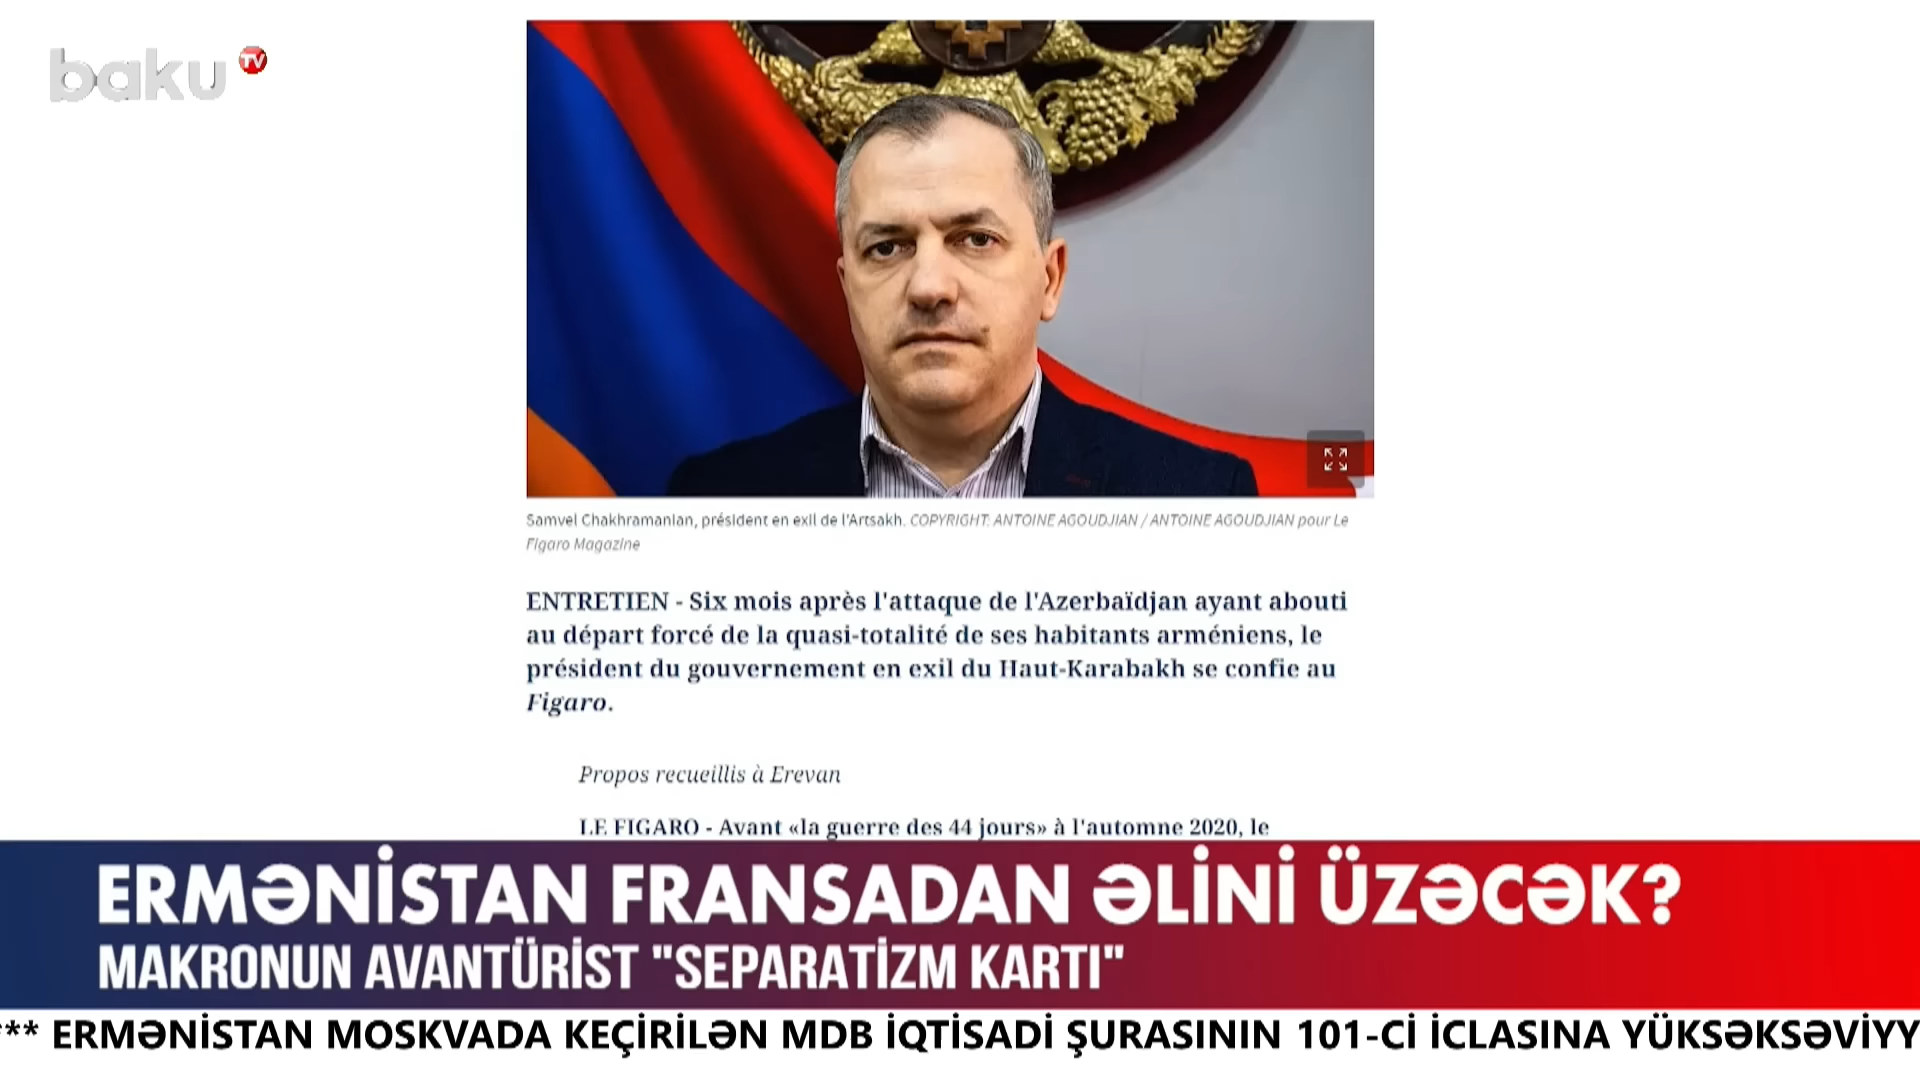 baku TV
Samvel Chakhramanian, président en exil de l'Artsakh. COPYRIGHT: ANTOINE AGOUDJIAN / ANTOINE AGOUDJIAN pour Le
Figaro Magazine
ENTRETIEN - Six mois après l'attaque de l'Azerbaïdjan ayant abouti
au départ forcé de la quasi-totalité de ses habitants arméniens, le
président du gouvernement en exil du Haut-Karabakh se confie au
Figaro.
Propos recueillis à Erevan
LE FIGARO - Avant «la guerre des 44 jours» à l'automne 2020, le
ERMƏNİSTAN FRANSADAN ƏLİNİ ÜZƏCƏK?
MAKRONUN AVANTÜRİST "SEPARATİZM KARTI"
** ERMƏNİSTAN MOSKVADA KEÇİRİLƏN MDB İQTİSADİ ŞURASININ 101-Cİ İCLASINA YÜKSƏKSƏVİYY